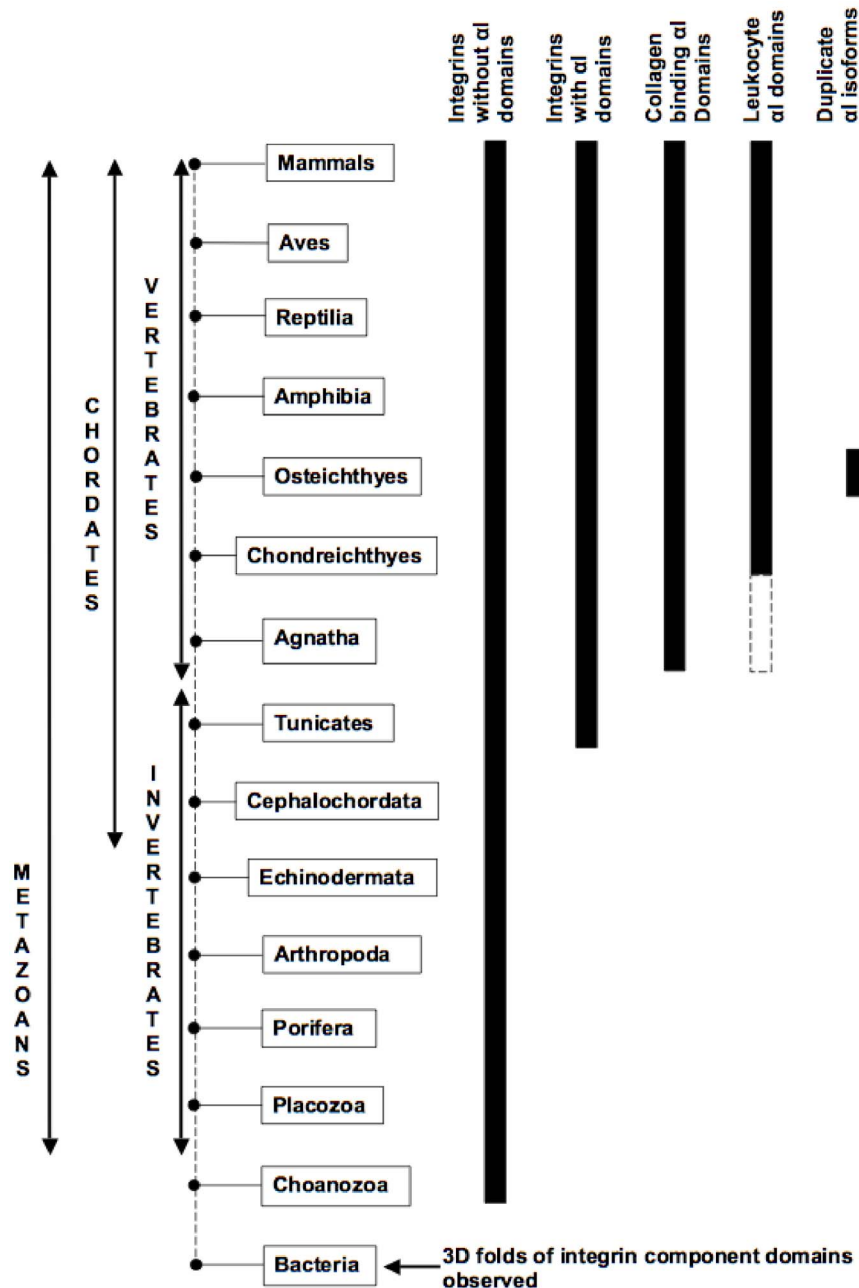 Integrins
without αI
domains
Integrins
with αI
domains
Collagen
binding αI
Domains
Leukocyte
αI domains
Duplicate
αI isoforms
METAZOANS
CHORDATES
VERTEBRATES
INVERTEBRATES
Mammals
Aves
Reptilia
Amphibia
Osteichthyes
Chondreichthyes
Agnatha
Tunicates
Cephalochordata
Echinodermata
Arthropoda
Porifera
Placozoa
Choanozoa
Bacteria
3D folds of integrin component domains
observed